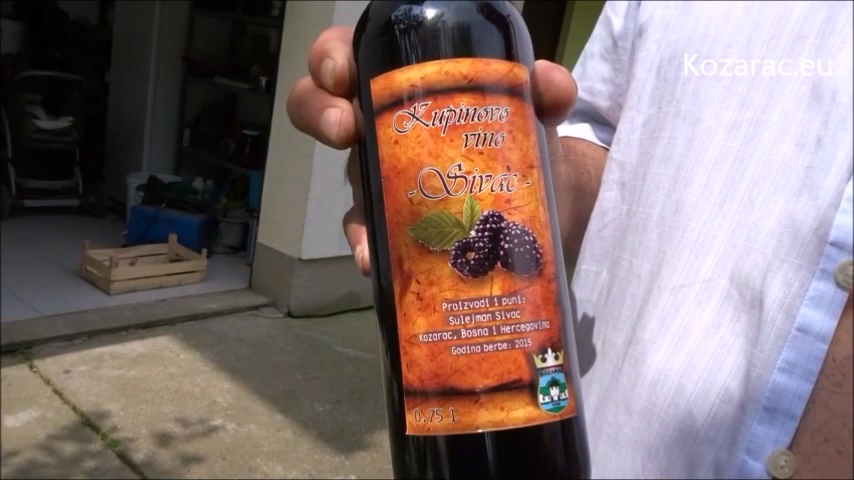 Kozarac.eu
Kupinovo
vino
-Sivac-
Proizvodi i puni:
Sulejman Sivac
Kozarac, Bosna i Hercegovina
Godina berbe: 2015
0.75 l